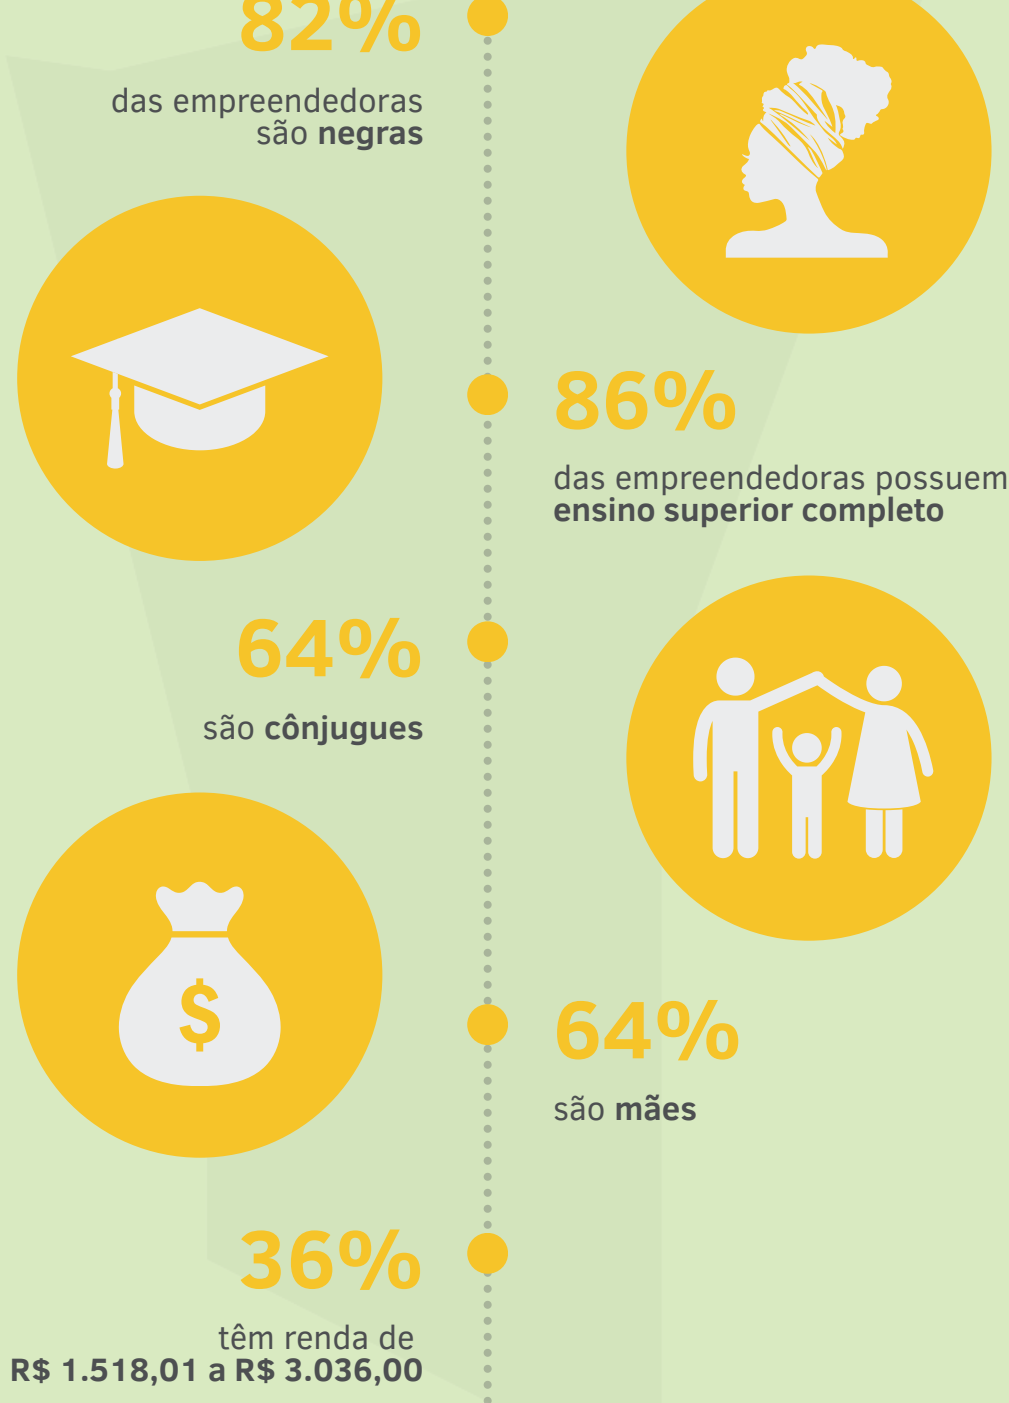 82%
das empreendedoras
são negras
86%
das empreendedoras possuem
ensino superior completo
64%
são cônjugues
$
64%
são mães
36%
têm renda de
R$ 1.518,01 a R$ 3.036,00